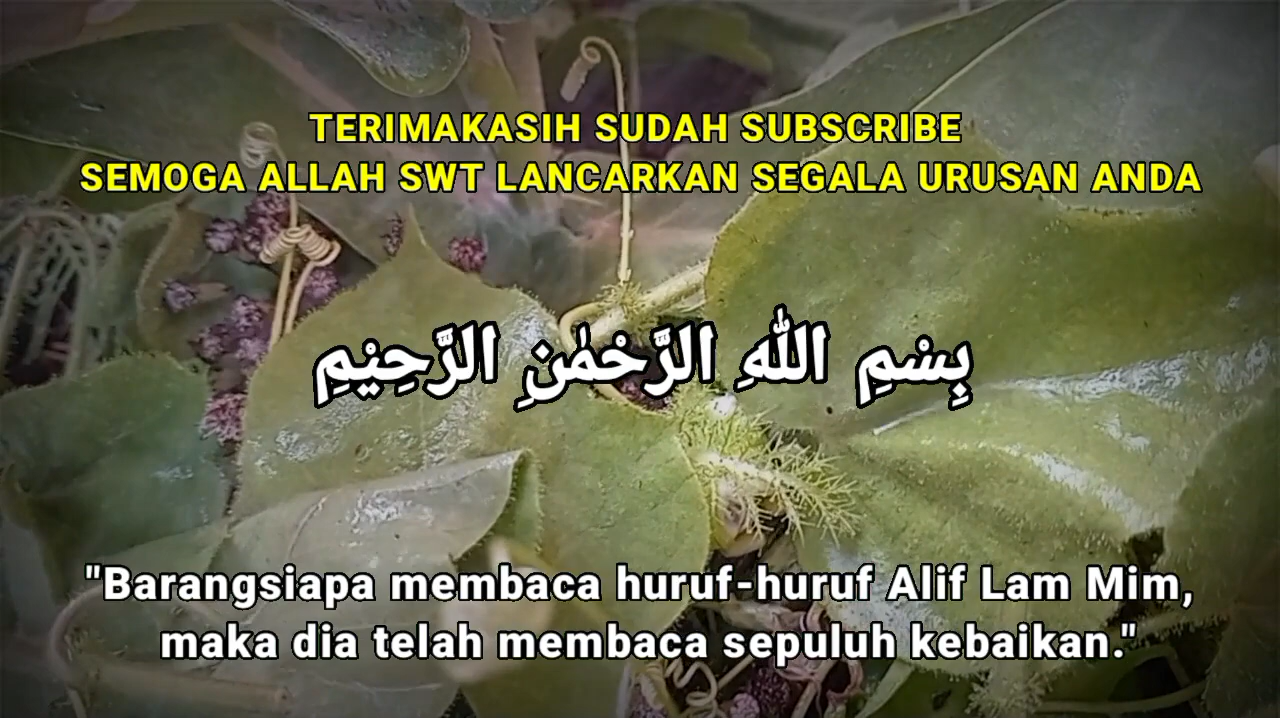 TERIMAKASIH SUDAH SUBSCRIBE
SEMOGA ALLAH SWT LANCARKAN SEGALA URUSAN ANDA
بِسْمِ اللّٰهِ الرَّحْمٰنِ الرَّحِيْمِ
"Barangsiapa membaca huruf-huruf Alif Lam Mim,
maka dia telah membaca sepuluh kebaikan."